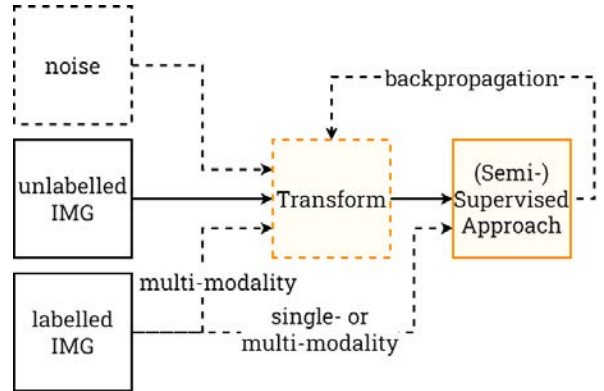 noise
backpropagation
unlabelled
IMG
Transform
(Semi-)
Supervised
Approach
multi-modality
labelled
IMG
single- or
multi-modality